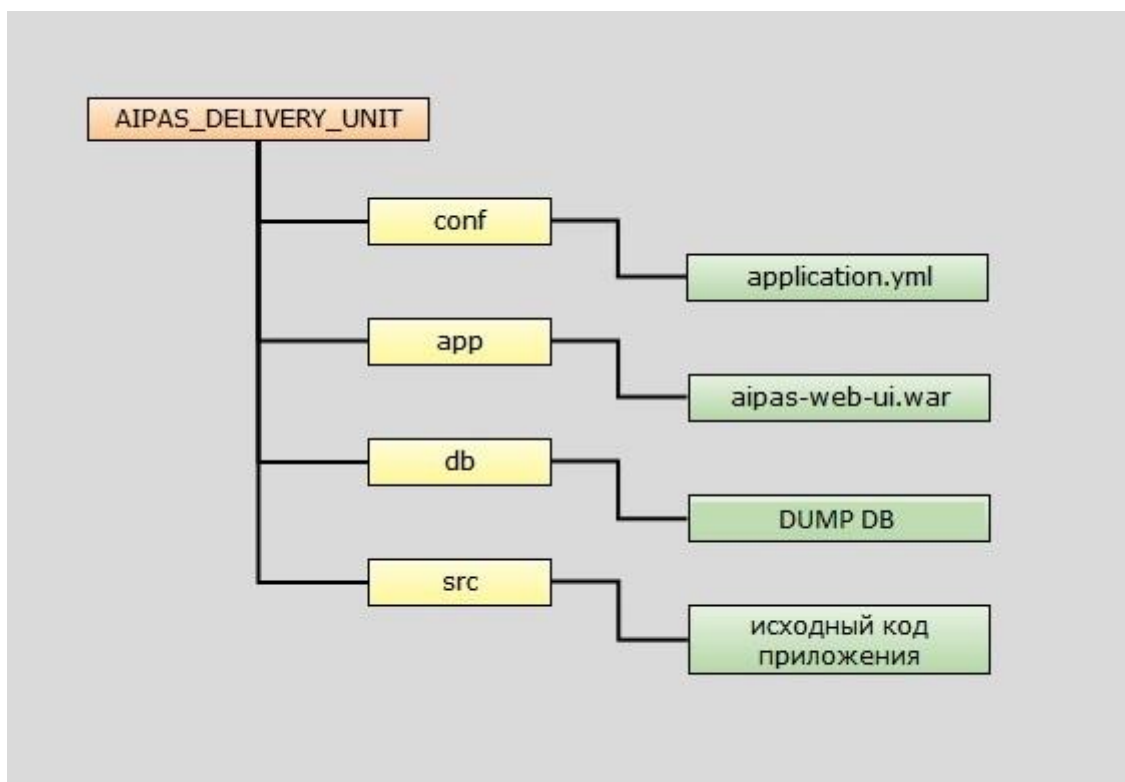 AIPAS_DELIVERY_UNIT
conf
application.yml
app
aipas-web-ui.war
db
DUMP DB
src
исходный код
приложения